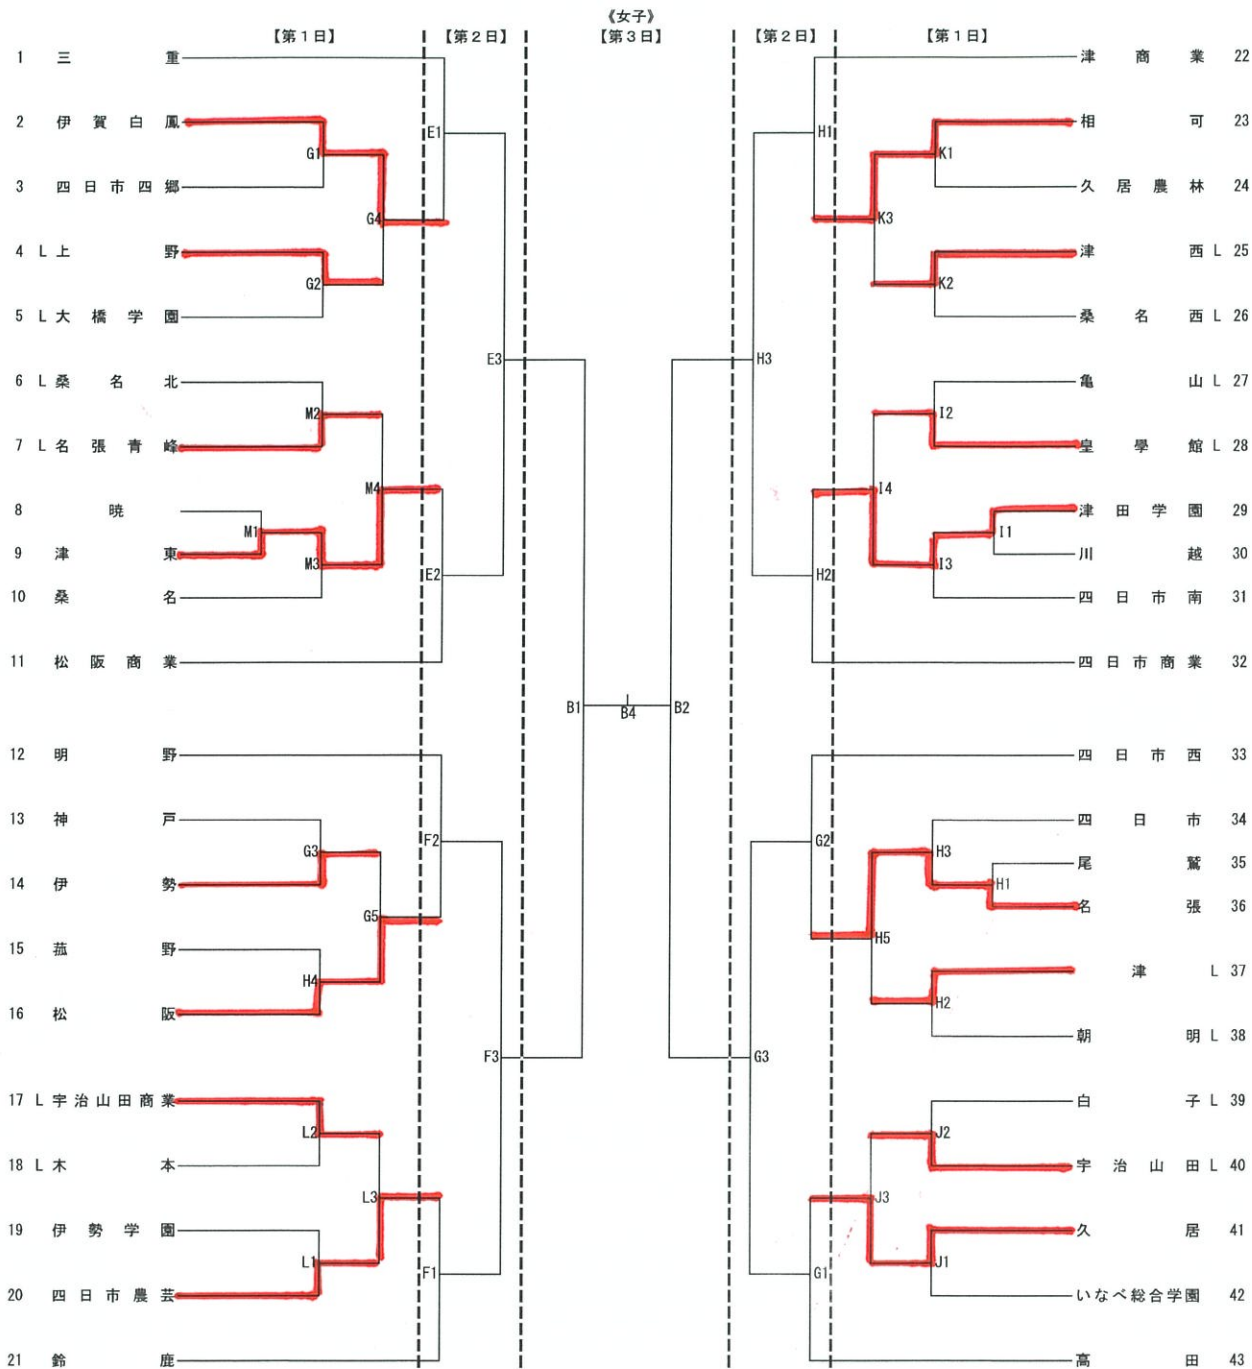 《女子》
【第1日】 【第2日】 【第3日】 【第2日】 【第1日】
1 三重
2 伊賀白鳳
3 四日市四郷
4 L 上野
5 L 大橋学園
6 L 桑名北
7 L 名張青峰
8 暁
9 津東
10 桑名
11 松阪商業
12 明野
13 神戸
14 伊勢
15 菰野
16 松阪
17 L 宇治山田商業
18 L 木本
19 伊勢学園
20 四日市農芸
21 鈴鹿
G1
G2
G4
E1
M2
M1
M3
M4
E2
E3
G3
H4
G5
F2
L2
L1
L3
F1
F3
B1
B4
B2
H1
H3
H2
G2
G3
G1
K1
K3
K2
I2
I4
I1
I3
H3
H1
H5
H2
J2
J3
J1
津商業 22
相可 23
久居農林 24
津西 L 25
桑名西 L 26
亀山 L 27
皇學館 L 28
津田学園 29
川越 30
四日市南 31
四日市商業 32
四日市西 33
四日市 34
尾鷲 35
名張 36
津 L 37
朝明 L 38
白子 L 39
宇治山田 L 40
久居 41
いなべ総合学園 42
高田 43